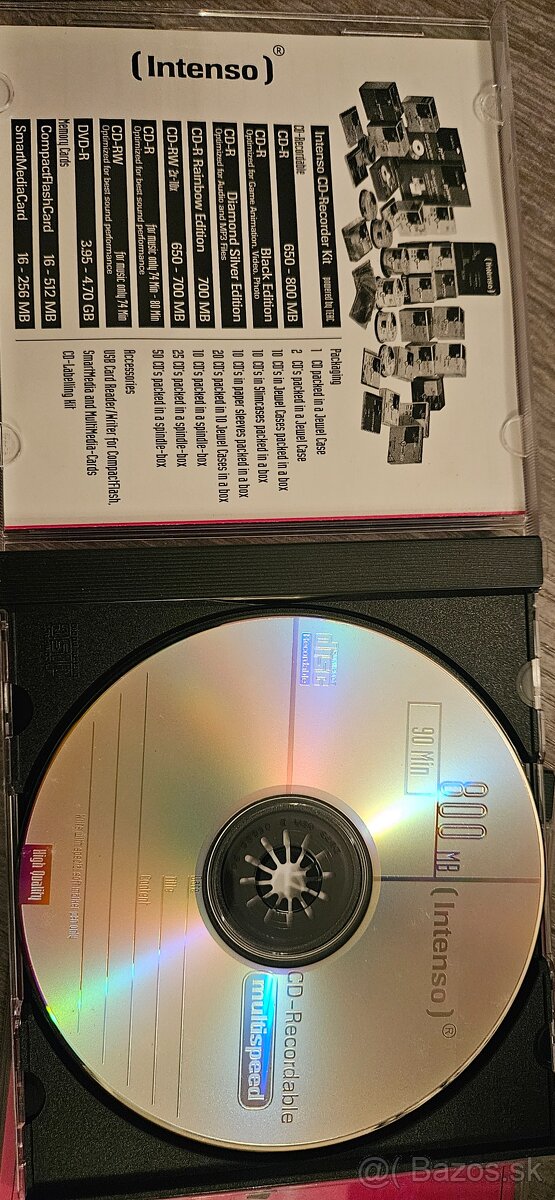 (Intenso)®
(Intenso)
Intenso CD-Recorder Kit powered by TEAC
CD-Recordable
CD-R 650 - 800 MB
CD-R Black Edition
Optimized for Game Animation, Video, Photo
CD-R Diamond Silver Edition
Optimized for Audio and MP3 Files
CD-R Rainbow Edition 700 MB
CD-RW 2x-10x 650 - 700 MB
CD-R for music only 74 Min - 80 Min
Optimized for best sound performance
CD-RW for music only 74 Min
Optimized for best sound performance
DVD-R 3.95 - 4.70 GB
Memory Cards
CompactFlashCard 16 - 512 MB
SmartMediaCard 16 - 256 MB
Packaging
1 CD packed in a Jewel Case
2 CD's packed in a Jewel Case
10 CD's in Jewel Cases packed in a box
10 CD's in Slimcases packed in a box
10 CD's in paper sleeves packed in a box
20 CD's packed in 10 Jewel Cases in a box
10 CD's packed in a spindle-box
25 CD's packed in a spindle-box
50 CD's packed in a spindle-box
Accessories
USB Card Reader/Writer for CompactFlash,
SmartMedia and MultiMedia-Cards
CD-Labelling Kit
Recordable
90 Min
800 MB
(Intenso)®
CD-Recordable
multispeed
Title
Content
High Quality
@( Bazos.sk